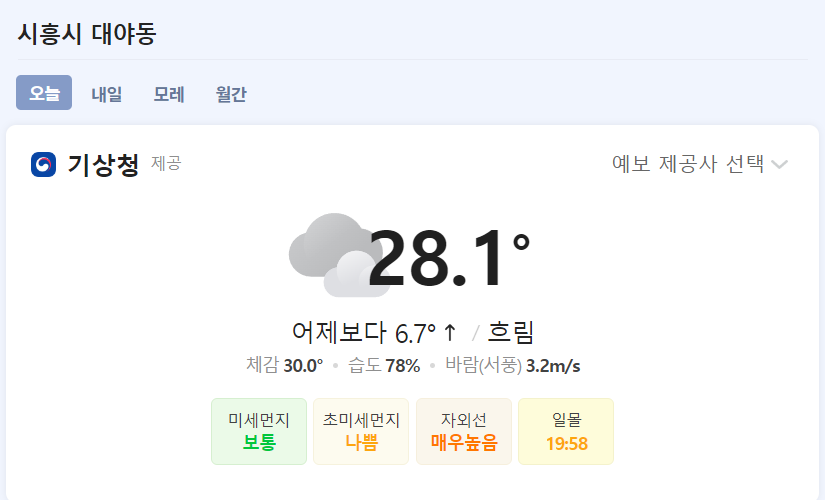 시흥시 대야동
오늘 내일 모레 월간
기상청 제공 예보 제공사 선택
28.1°
어제보다 6.7° ↑ / 흐림
체감 30.0° • 습도 78% • 바람(서풍) 3.2m/s
미세먼지 초미세먼지 자외선 일몰
보통 나쁨 매우높음 19:58